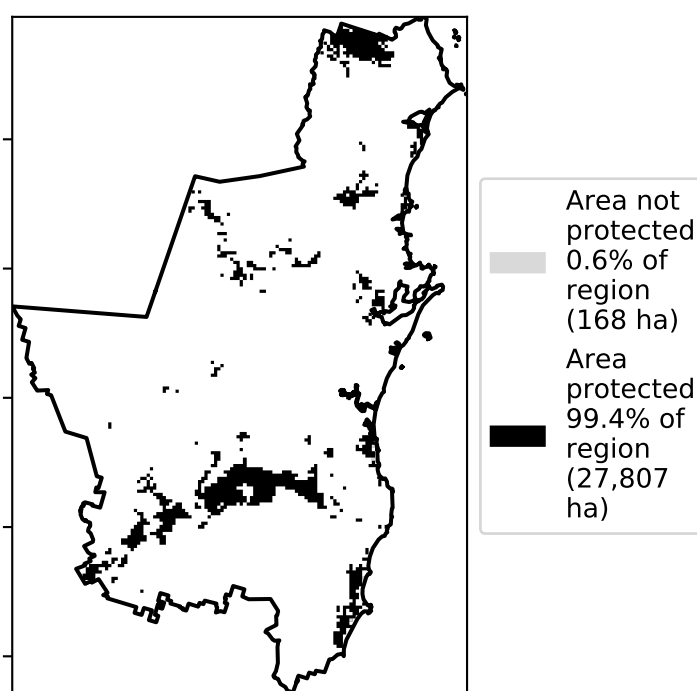 Area not
protected
0.6% of
region
(168 ha)
Area
protected
99.4% of
region
(27,807
ha)